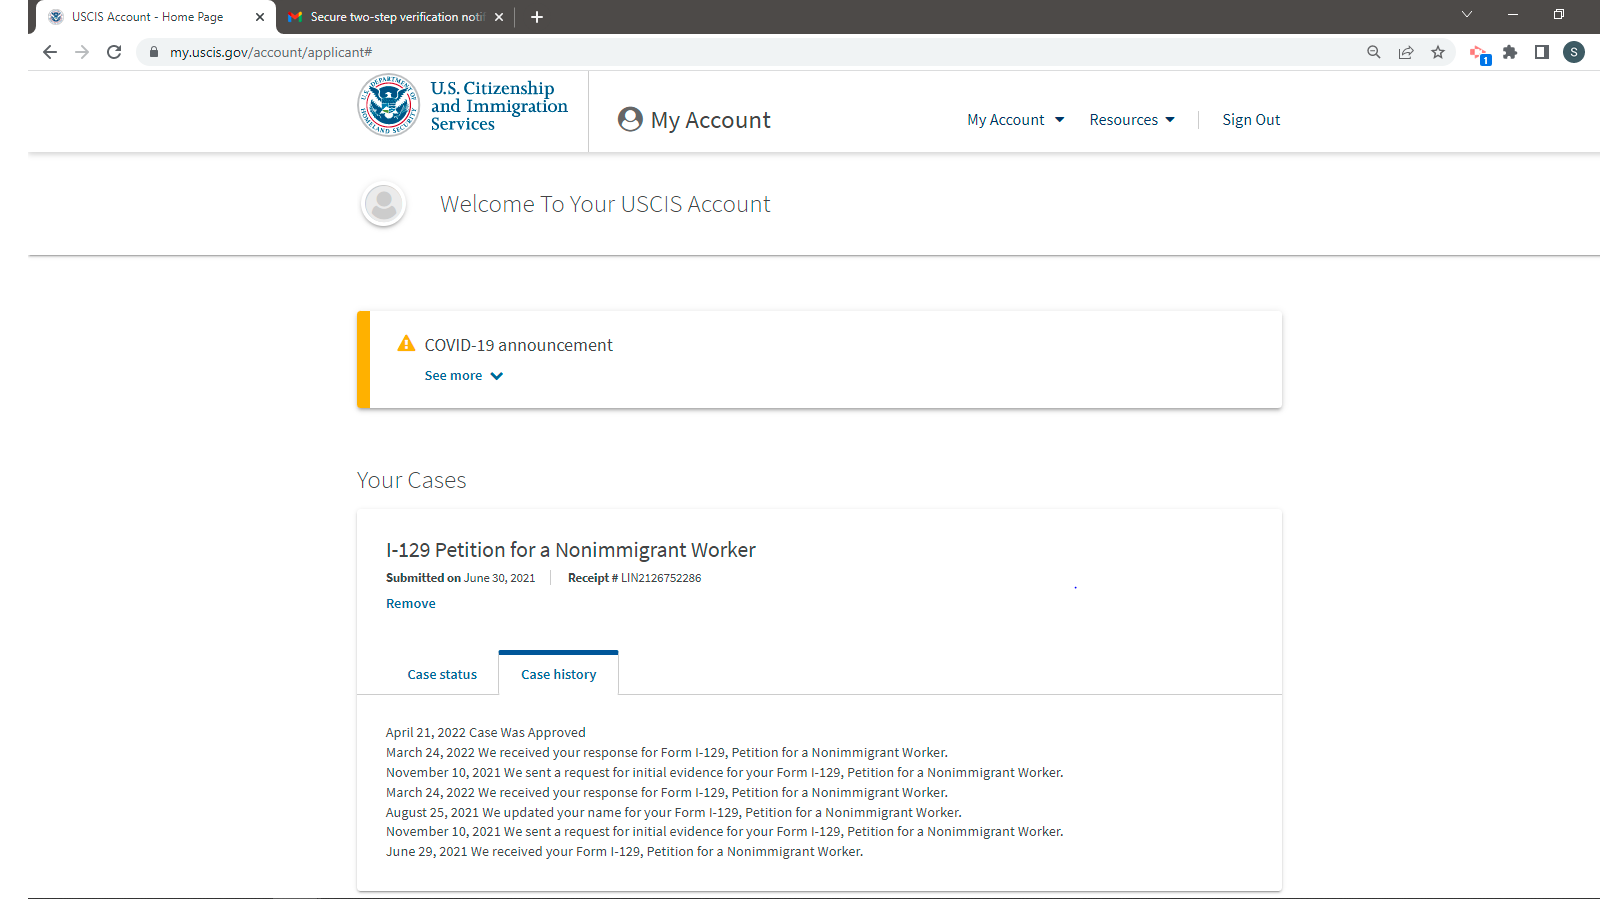 USCIS Account - Home Page
Secure two-step verification noti
my.uscis.gov/account/applicant#
1
S
U.S. DEPARTMENT OF
HOMELAND SECURITY
U.S. Citizenship
and Immigration
Services
My Account
My Account
Resources
Sign Out
Welcome To Your USCIS Account
COVID-19 announcement
See more
Your Cases
I-129 Petition for a Nonimmigrant Worker
Submitted on June 30, 2021 Receipt # LIN2126752286
Remove
Case status
Case history
April 21, 2022 Case Was Approved
March 24, 2022 We received your response for Form I-129, Petition for a Nonimmigrant Worker.
November 10, 2021 We sent a request for initial evidence for your Form I-129, Petition for a Nonimmigrant Worker.
March 24, 2022 We received your response for Form I-129, Petition for a Nonimmigrant Worker.
August 25, 2021 We updated your name for your Form I-129, Petition for a Nonimmigrant Worker.
November 10, 2021 We sent a request for initial evidence for your Form I-129, Petition for a Nonimmigrant Worker.
June 29, 2021 We received your Form I-129, Petition for a Nonimmigrant Worker.